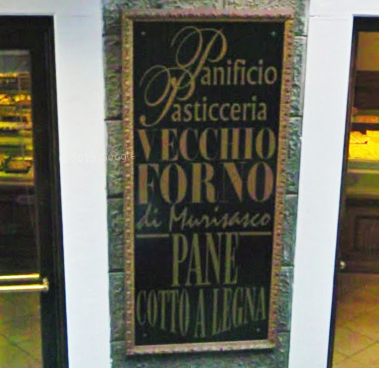 Panificio
Pasticceria
VECCHIO
FORNO
di Murisasco
PANE
COTTO A LEGNA